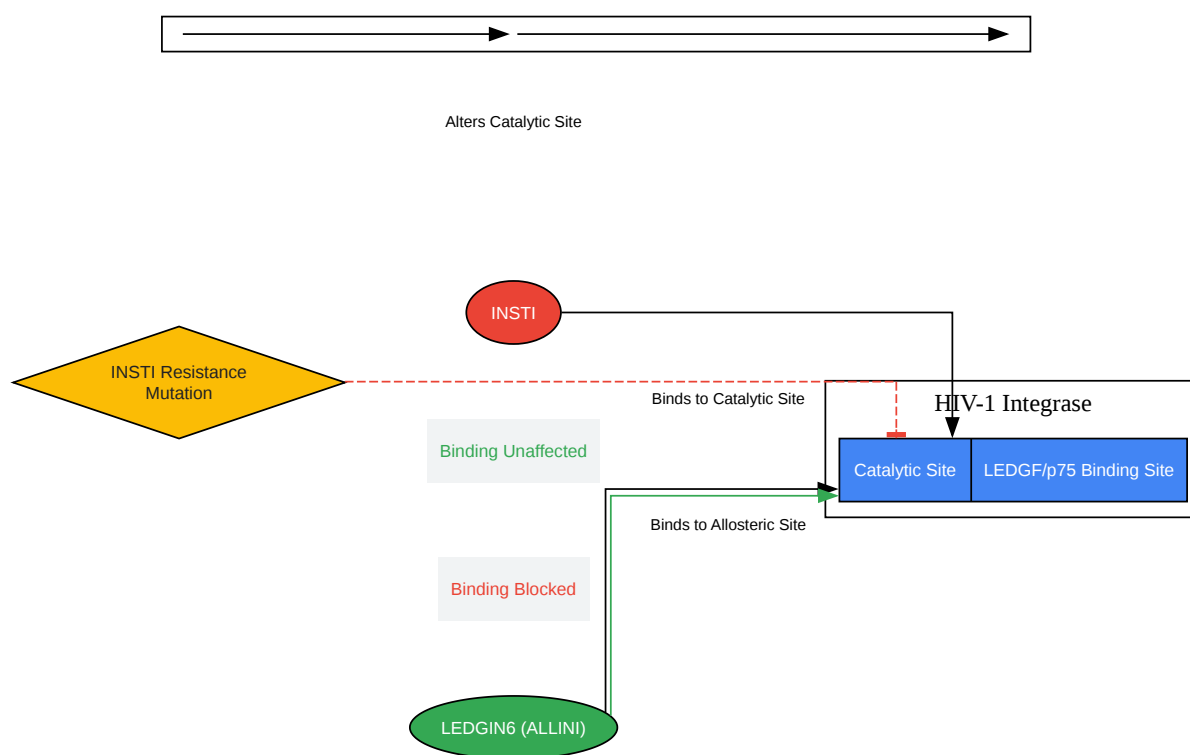 Alters Catalytic Site
INSTI
INSTI Resistance
Mutation
Binds to Catalytic Site
HIV-1 Integrase
Binding Unaffected
Catalytic Site
LEDGF/p75 Binding Site
Binds to Allosteric Site
Binding Blocked
LEDGIN6 (ALLINI)